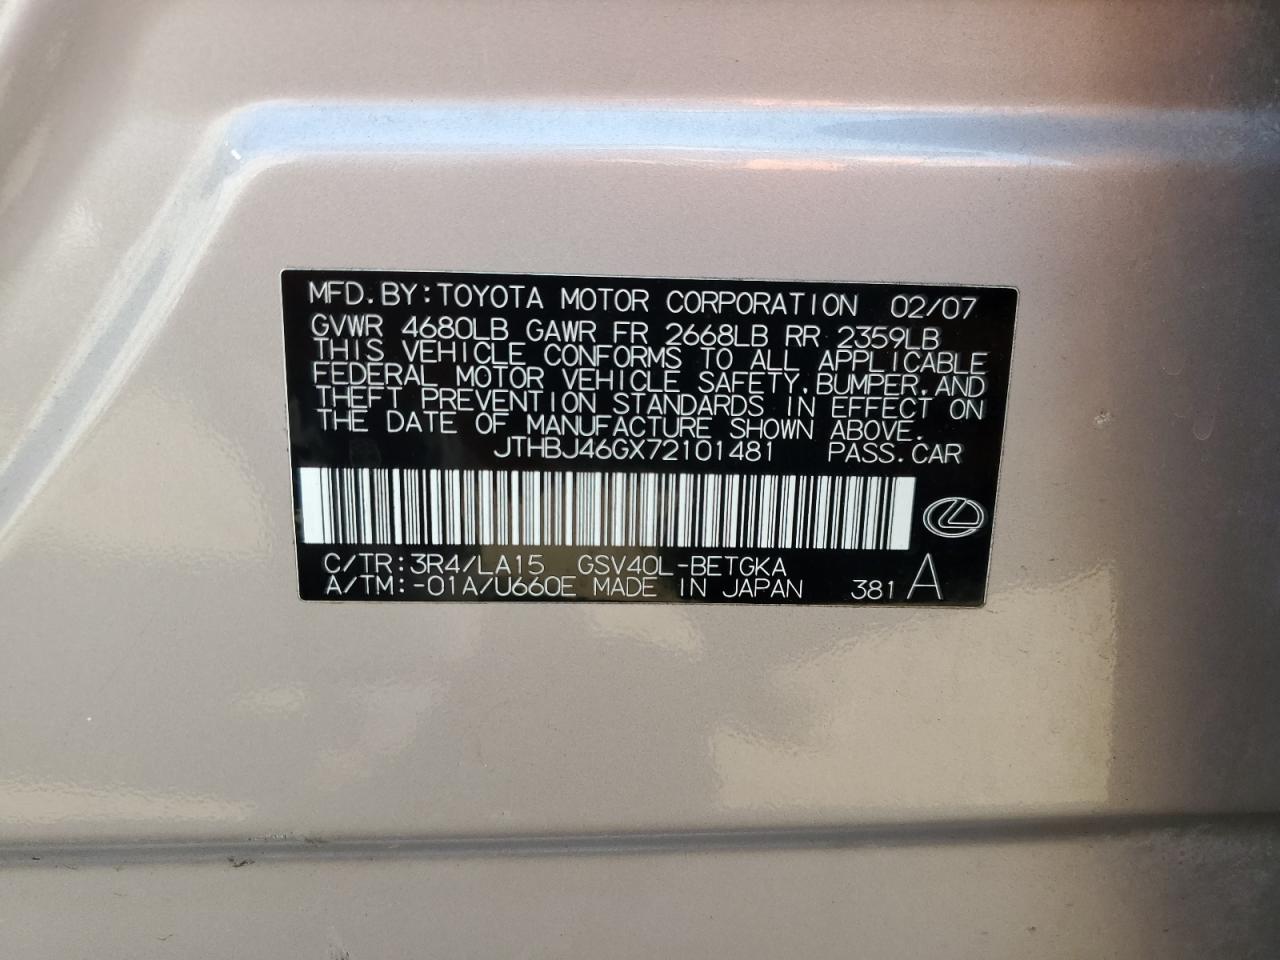 MFD.BY:TOYOTA MOTOR CORPORATION 02/07
GVWR 4680LB GAWR FR 2668LB RR 2359LB
THIS VEHICLE CONFORMS TO ALL APPLICABLE
FEDERAL MOTOR VEHICLE SAFETY,BUMPER,AND
THEFT PREVENTION STANDARDS IN EFFECT ON
THE DATE OF MANUFACTURE SHOWN ABOVE.
JTHBJ46GX72101481 PASS.CAR
C/TR:3R4/LA15 GSV40L-BETGKA
A/TM:-01A/U660E MADE IN JAPAN 381 A